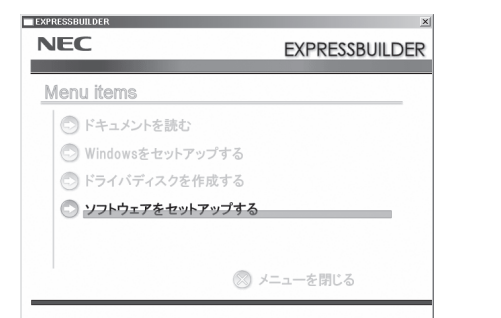 EXPRESSBUILDER
NEC
EXPRESSBUILDER
Menu items
ドキュメントを読む
Windowsをセットアップする
ドライバディスクを作成する
ソフトウェアをセットアップする
メニューを閉じる